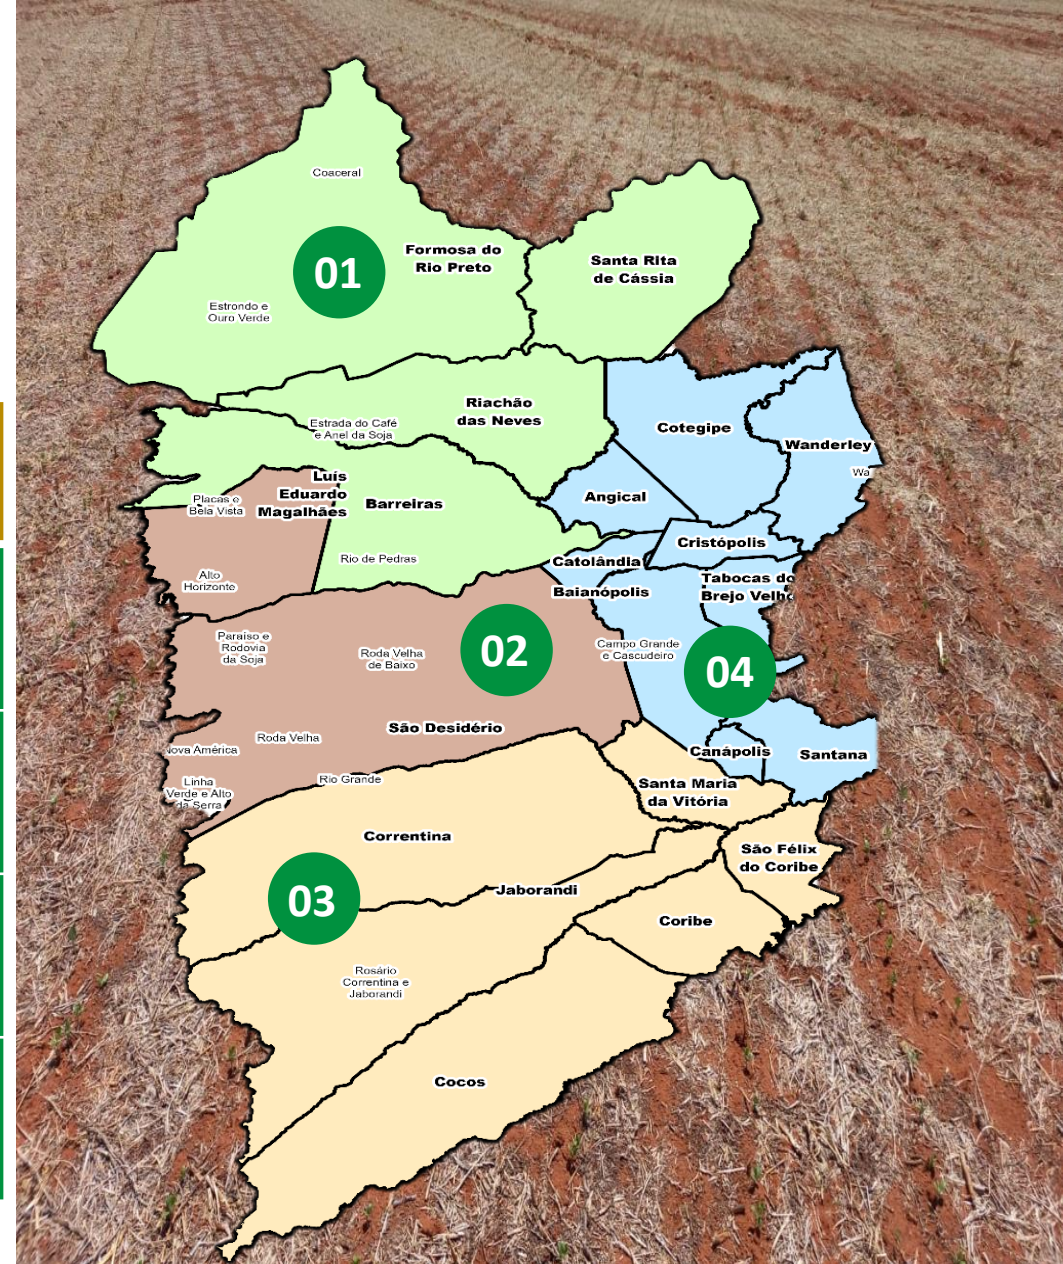 Coaceral
01
Formosa do
Rio Preto
Santa Rita
de Cássia
Estrondo e
Ouro Verde
Riachão
das Neves
Estrada do Café
e Anel da Soja
Cotegipe
Wanderley
Wa
Luís
Eduardo
Magalhães
Placas e
Bela Vista
Barreiras
Angical
Cristópolis
Rio de Pedras
Catolândia
Alto
Horizonte
Baianópolis
Tabocas do
Brejo Velho
Paraíso e
Rodovia
da Soja
Roda Velha
de Baixo
02
Campo Grande
e Cascudeiro
04
São Desidério
Roda Velha
Nova América
Canápolis
Santana
Linha
Verde e Alto
da Serra
Rio Grande
Santa Maria
da Vitória
Correntina
São Félix
do Coribe
03
Jaborandi
Coribe
Rosário
Correntina e
Jaborandi
Cocos